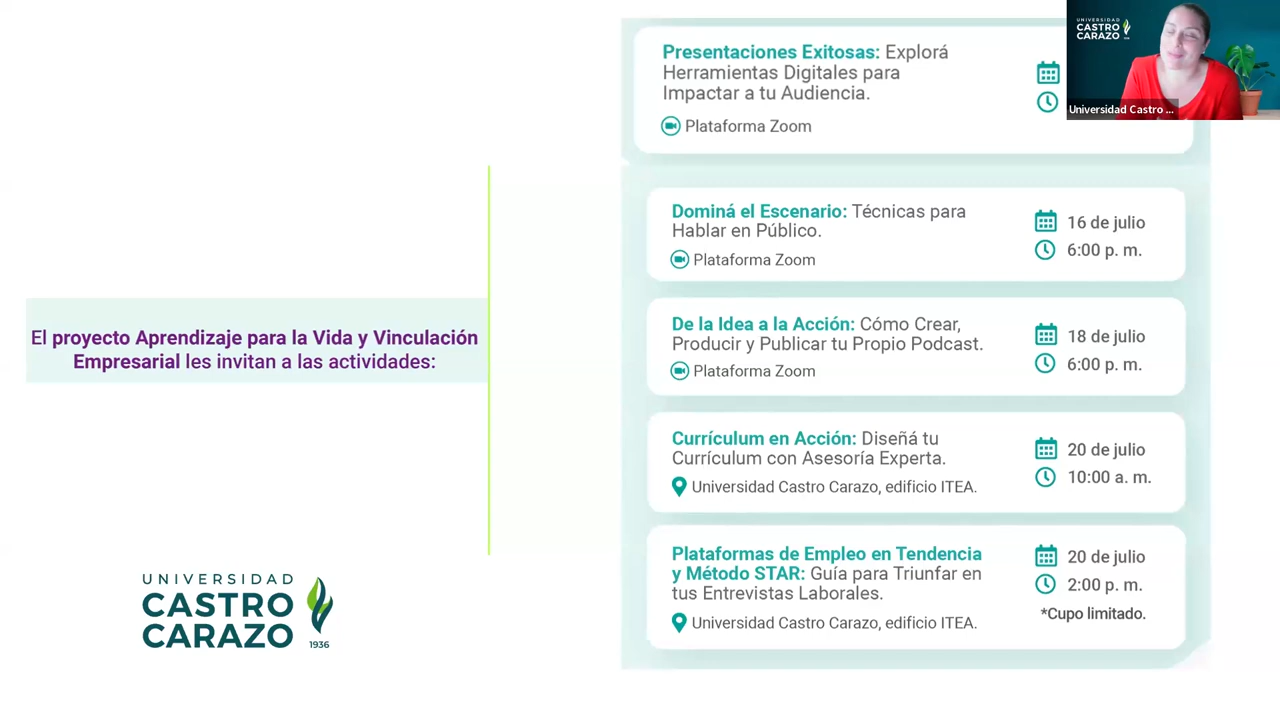 El proyecto Aprendizaje para la Vida y Vinculación
Empresarial les invitan a las actividades:
UNIVERSIDAD
CASTRO
CARAZO
1936
Presentaciones Exitosas: Explorá
Herramientas Digitales para
Impactar a tu Audiencia.
Plataforma Zoom
Dominá el Escenario: Técnicas para
Hablar en Público.
Plataforma Zoom
16 de julio
6:00 p. m.
De la Idea a la Acción: Cómo Crear,
Producir y Publicar tu Propio Podcast.
Plataforma Zoom
18 de julio
6:00 p. m.
Currículum en Acción: Diseñá tu
Currículum con Asesoría Experta.
Universidad Castro Carazo, edificio ITEA.
20 de julio
10:00 a. m.
Plataformas de Empleo en Tendencia
y Método STAR: Guía para Triunfar en
tus Entrevistas Laborales.
Universidad Castro Carazo, edificio ITEA.
20 de julio
2:00 p. m.
*Cupo limitado.
UNIVERSIDAD
CASTRO
CARAZO
Universidad Castro ...